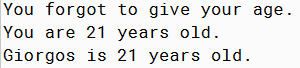 You forgot to give your age.
You are 21 years old.
Giorgos is 21 years old.